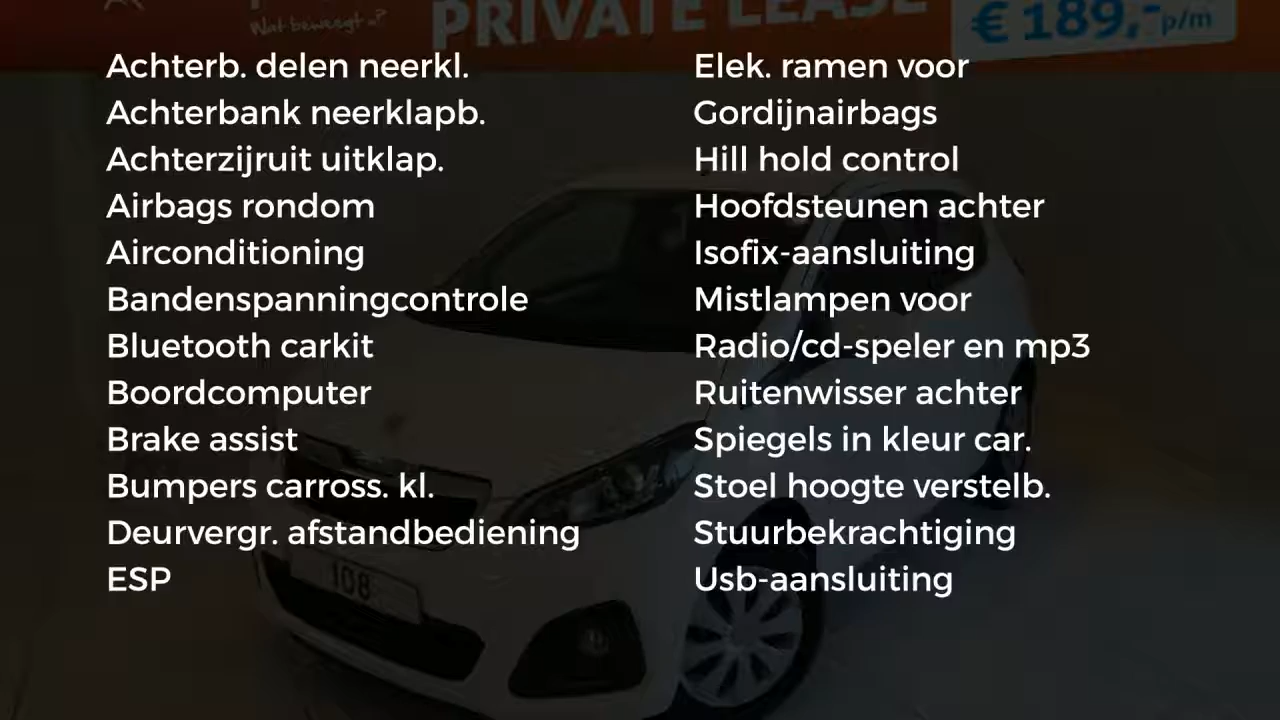 Wat beweegt u?
PRIVATE LEASE
€ 189,- p/m
Achterb. delen neerkl.
Achterbank neerklapb.
Achterzijruit uitklap.
Airbags rondom
Airconditioning
Bandenspanningcontrole
Bluetooth carkit
Boordcomputer
Brake assist
Bumpers carross. kl.
Deurvergr. afstandbediening
ESP
Elek. ramen voor
Gordijnairbags
Hill hold control
Hoofdsteunen achter
Isofix-aansluiting
Mistlampen voor
Radio/cd-speler en mp3
Ruitenwisser achter
Spiegels in kleur car.
Stoel hoogte verstelb.
Stuurbekrachtiging
Usb-aansluiting
108